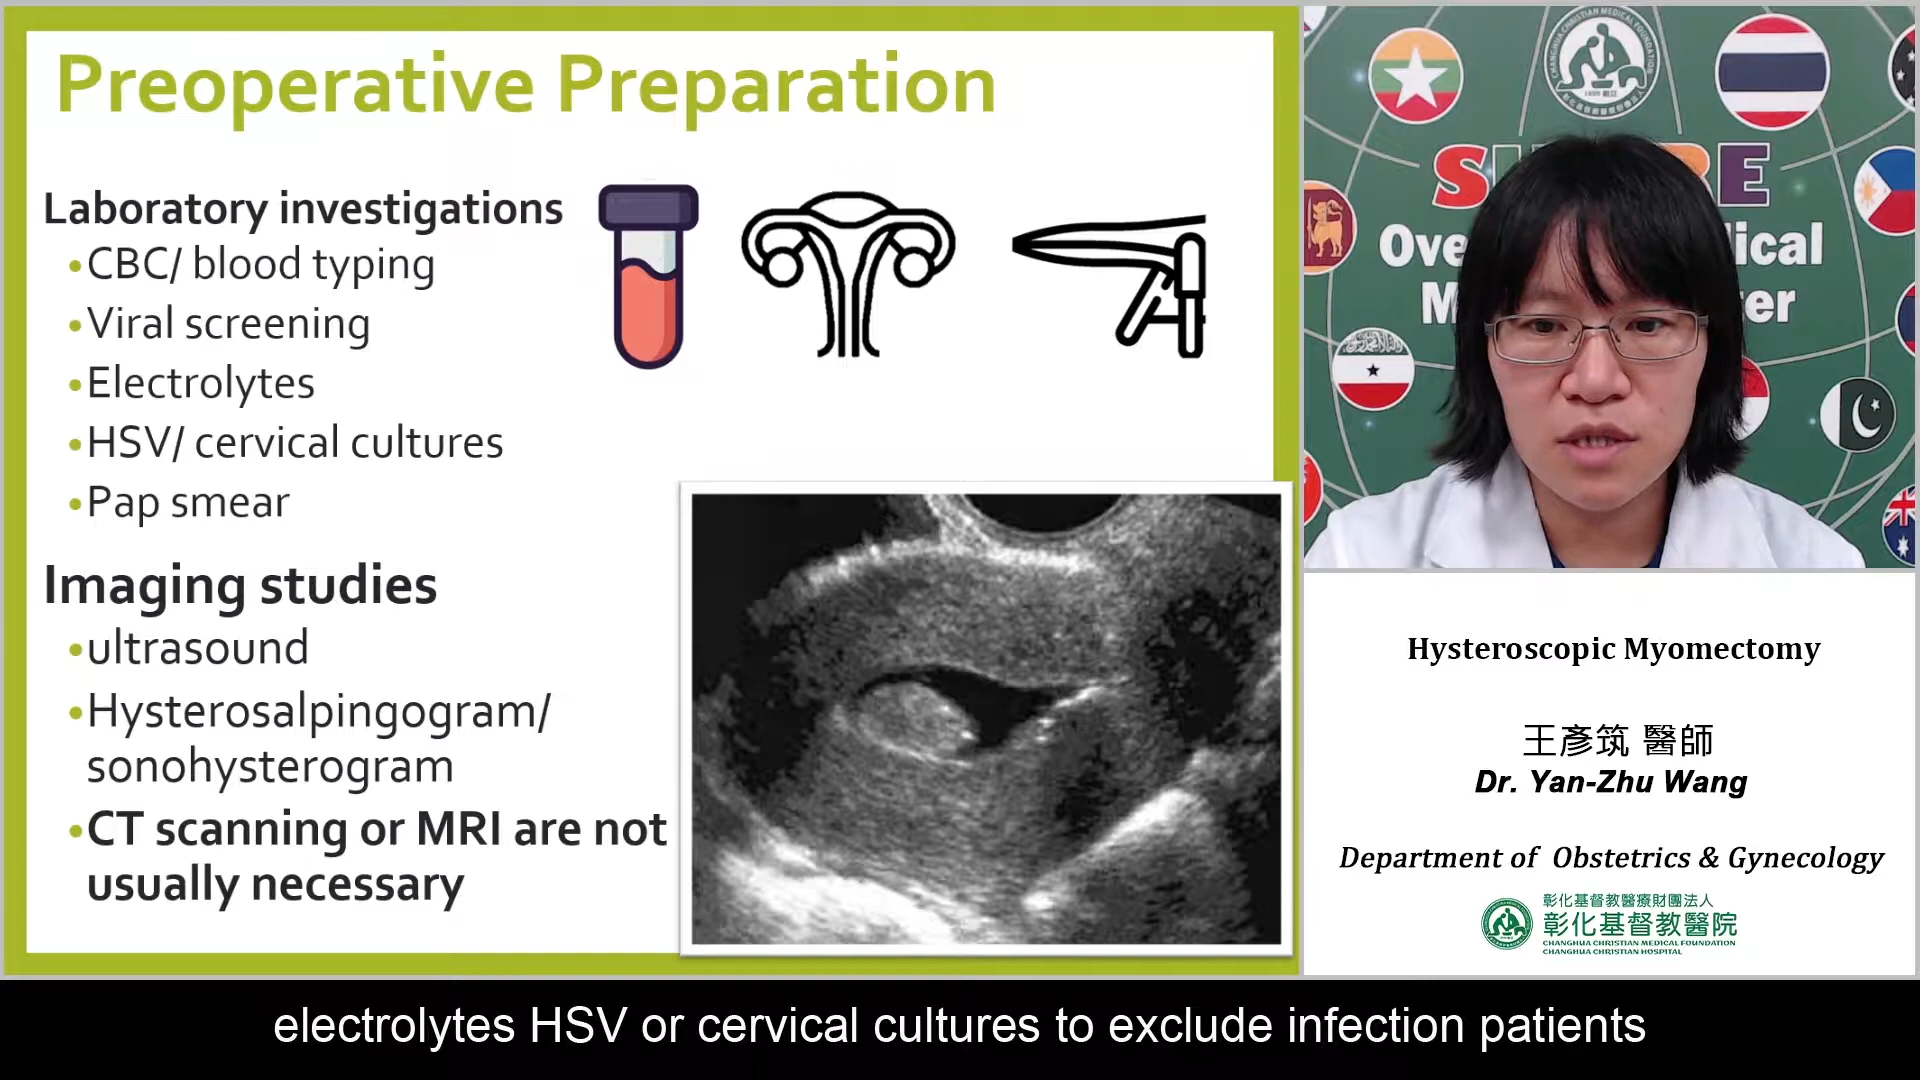 Preoperative Preparation
Laboratory investigations
•CBC/ blood typing
•Viral screening
•Electrolytes
•HSV/ cervical cultures
•Pap smear
Imaging studies
•ultrasound
•Hysterosalpingogram/
sonohysterogram
•CT scanning or MRI are not
usually necessary
CHANGHUA CHRISTIAN MEDICAL FOUNDATION
Hysteroscopic Myomectomy
王彥筑 醫師
Dr. Yan-Zhu Wang
Department of Obstetrics & Gynecology
彰化基督教醫療財團法人
彰化基督教醫院
CHANGHUA CHRISTIAN MEDICAL FOUNDATION
CHANGHUA CHRISTIAN HOSPITAL
electrolytes HSV or cervical cultures to exclude infection patients